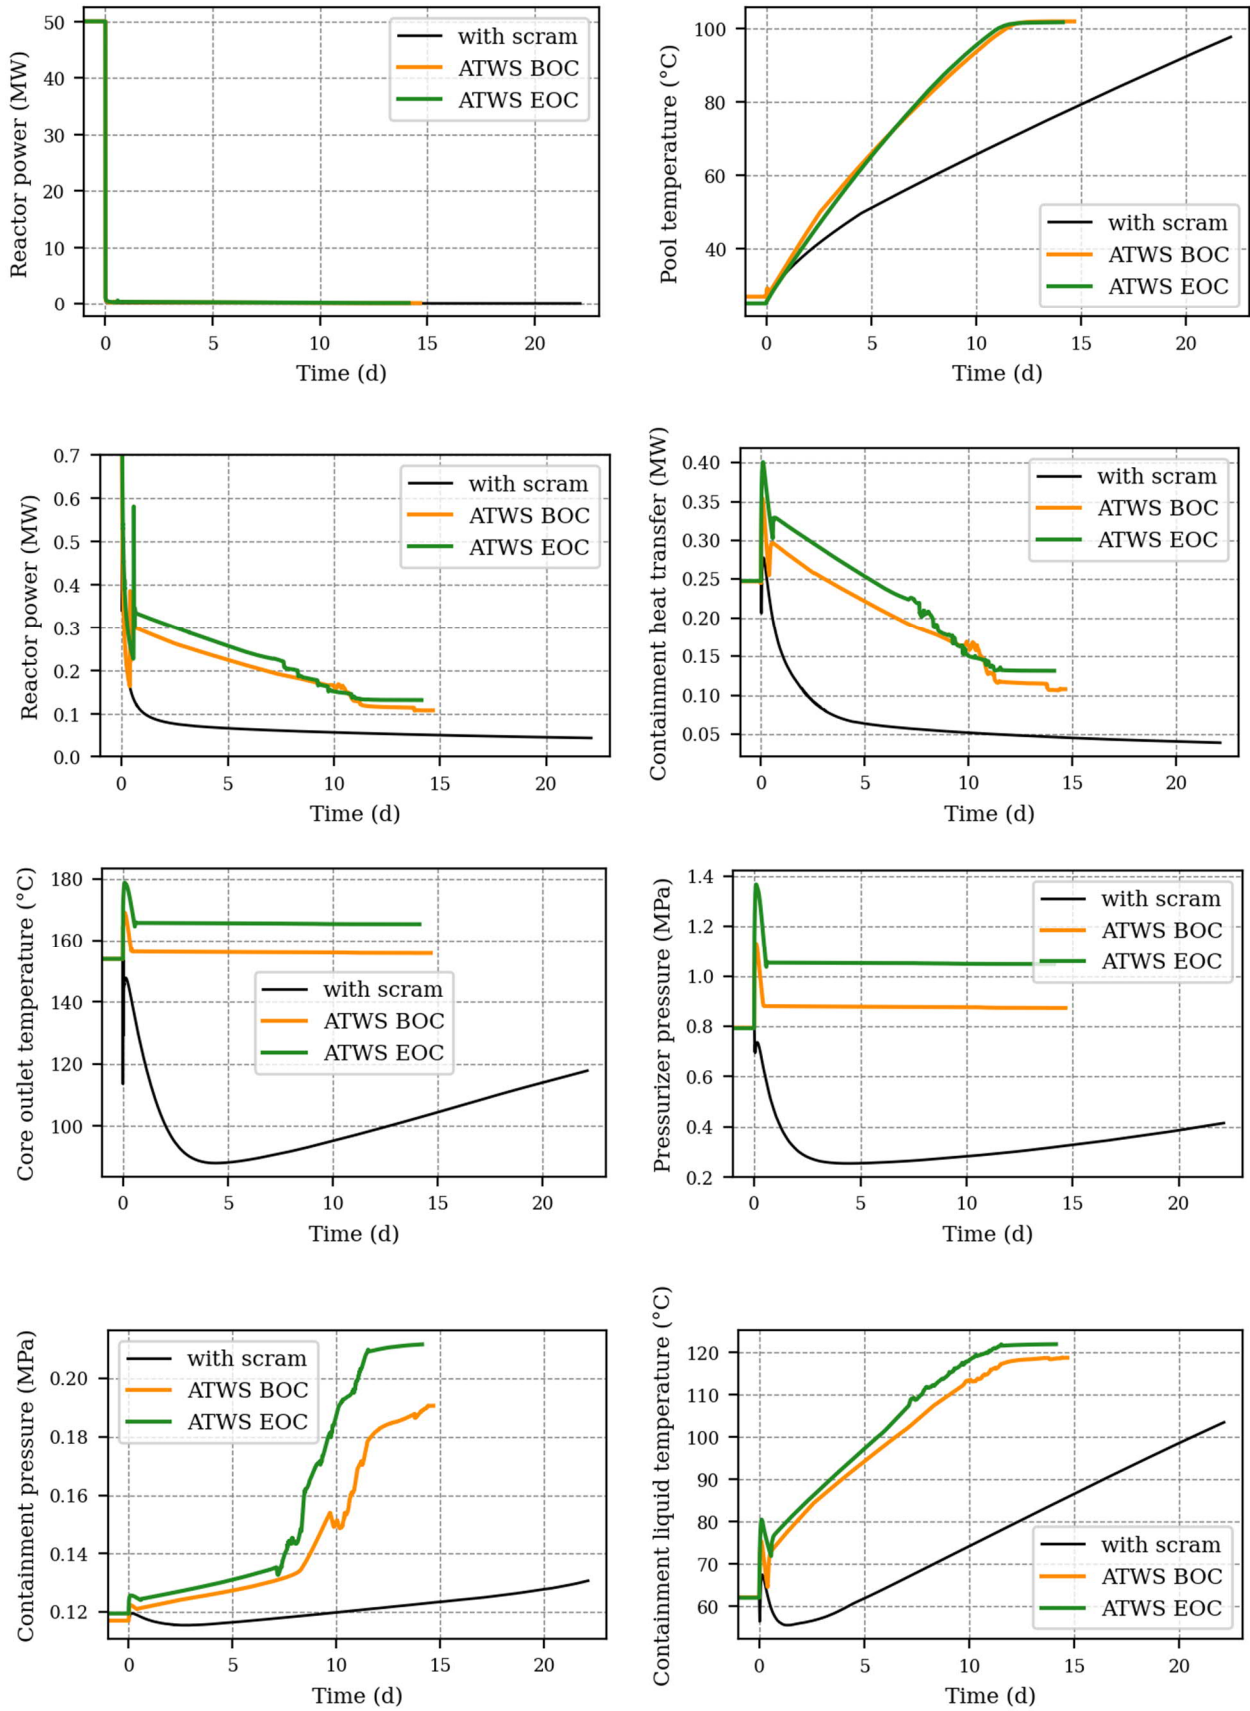 Reactor power (MW)
50
40
30
20
10
0
with scram
ATWS BOC
ATWS EOC
0 5 10 15 20
Time (d)
Pool temperature (°C)
100
80
60
40
with scram
ATWS BOC
ATWS EOC
0 5 10 15 20
Time (d)
Reactor power (MW)
0.7
0.6
0.5
0.4
0.3
0.2
0.1
0.0
with scram
ATWS BOC
ATWS EOC
0 5 10 15 20
Time (d)
Containment heat transfer (MW)
0.40
0.35
0.30
0.25
0.20
0.15
0.10
0.05
with scram
ATWS BOC
ATWS EOC
0 5 10 15 20
Time (d)
Core outlet temperature (°C)
180
160
140
120
100
with scram
ATWS BOC
ATWS EOC
0 5 10 15 20
Time (d)
Pressurizer pressure (MPa)
1.4
1.2
1.0
0.8
0.6
0.4
0.2
with scram
ATWS BOC
ATWS EOC
0 5 10 15 20
Time (d)
Containment pressure (MPa)
0.20
0.18
0.16
0.14
0.12
with scram
ATWS BOC
ATWS EOC
0 5 10 15 20
Time (d)
Containment liquid temperature (°C)
120
110
100
90
80
70
60
with scram
ATWS BOC
ATWS EOC
0 5 10 15 20
Time (d)